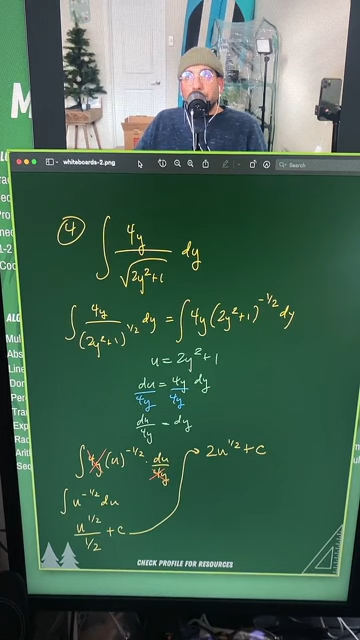 M
whiteboards-2.png
Search
④ ∫ 4y / √(2y²+1) dy
∫ 4y / (2y²+1)^(1/2) dy = ∫ 4y (2y²+1)^(-1/2) dy
u = 2y²+1
du/4y = 4y/4y dy
du/4y = dy
∫ 4y (u)^(-1/2) · du/4y
2u^(1/2) + c
∫ u^(-1/2) du
u^(1/2) / 1/2 + c
CHECK PROFILE FOR RESOURCES